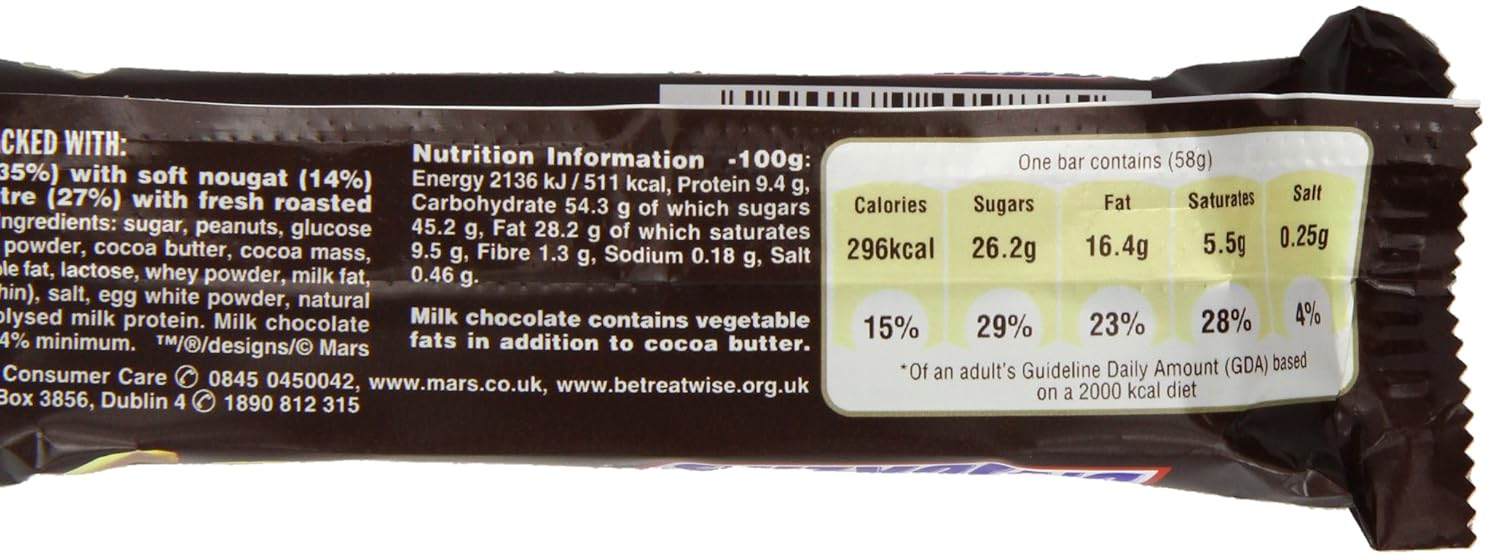 CKED WITH:
35%) with soft nougat (14%)
tre (27%) with fresh roasted
ngredients: sugar, peanuts, glucose
powder, cocoa butter, cocoa mass,
le fat, lactose, whey powder, milk fat,
hin), salt, egg white powder, natural
olysed milk protein. Milk chocolate
4% minimum. ™/®/designs/© Mars
Consumer Care ✆ 0845 0450042, www.mars.co.uk, www.betreatwise.org.uk
Box 3856, Dublin 4 ✆ 1890 812 315
Nutrition Information -100g:
Energy 2136 kJ / 511 kcal, Protein 9.4 g,
Carbohydrate 54.3 g of which sugars
45.2 g, Fat 28.2 g of which saturates
9.5 g, Fibre 1.3 g, Sodium 0.18 g, Salt
0.46 g.
Milk chocolate contains vegetable
fats in addition to cocoa butter.
One bar contains (58g)
Calories Sugars Fat Saturates Salt
296kcal 26.2g 16.4g 5.5g 0.25g
15% 29% 23% 28% 4%
*Of an adult's Guideline Daily Amount (GDA) based
on a 2000 kcal diet